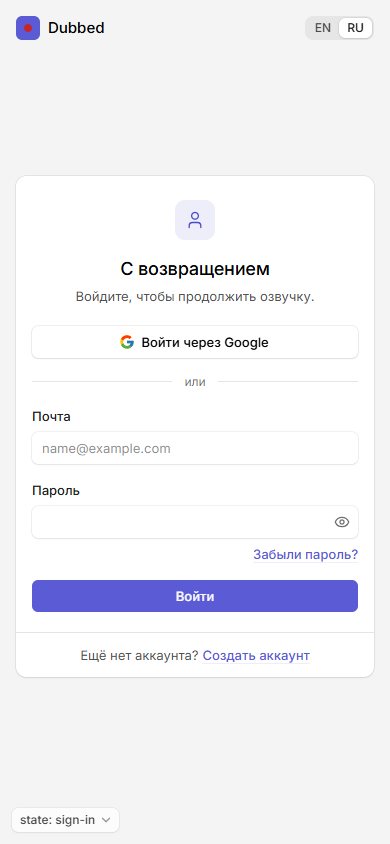 Dubbed
EN RU
С возвращением
Войдите, чтобы продолжить озвучку.
Войти через Google
или
Почта
name@example.com
Пароль
Забыли пароль?
Войти
Ещё нет аккаунта? Создать аккаунт
state: sign-in